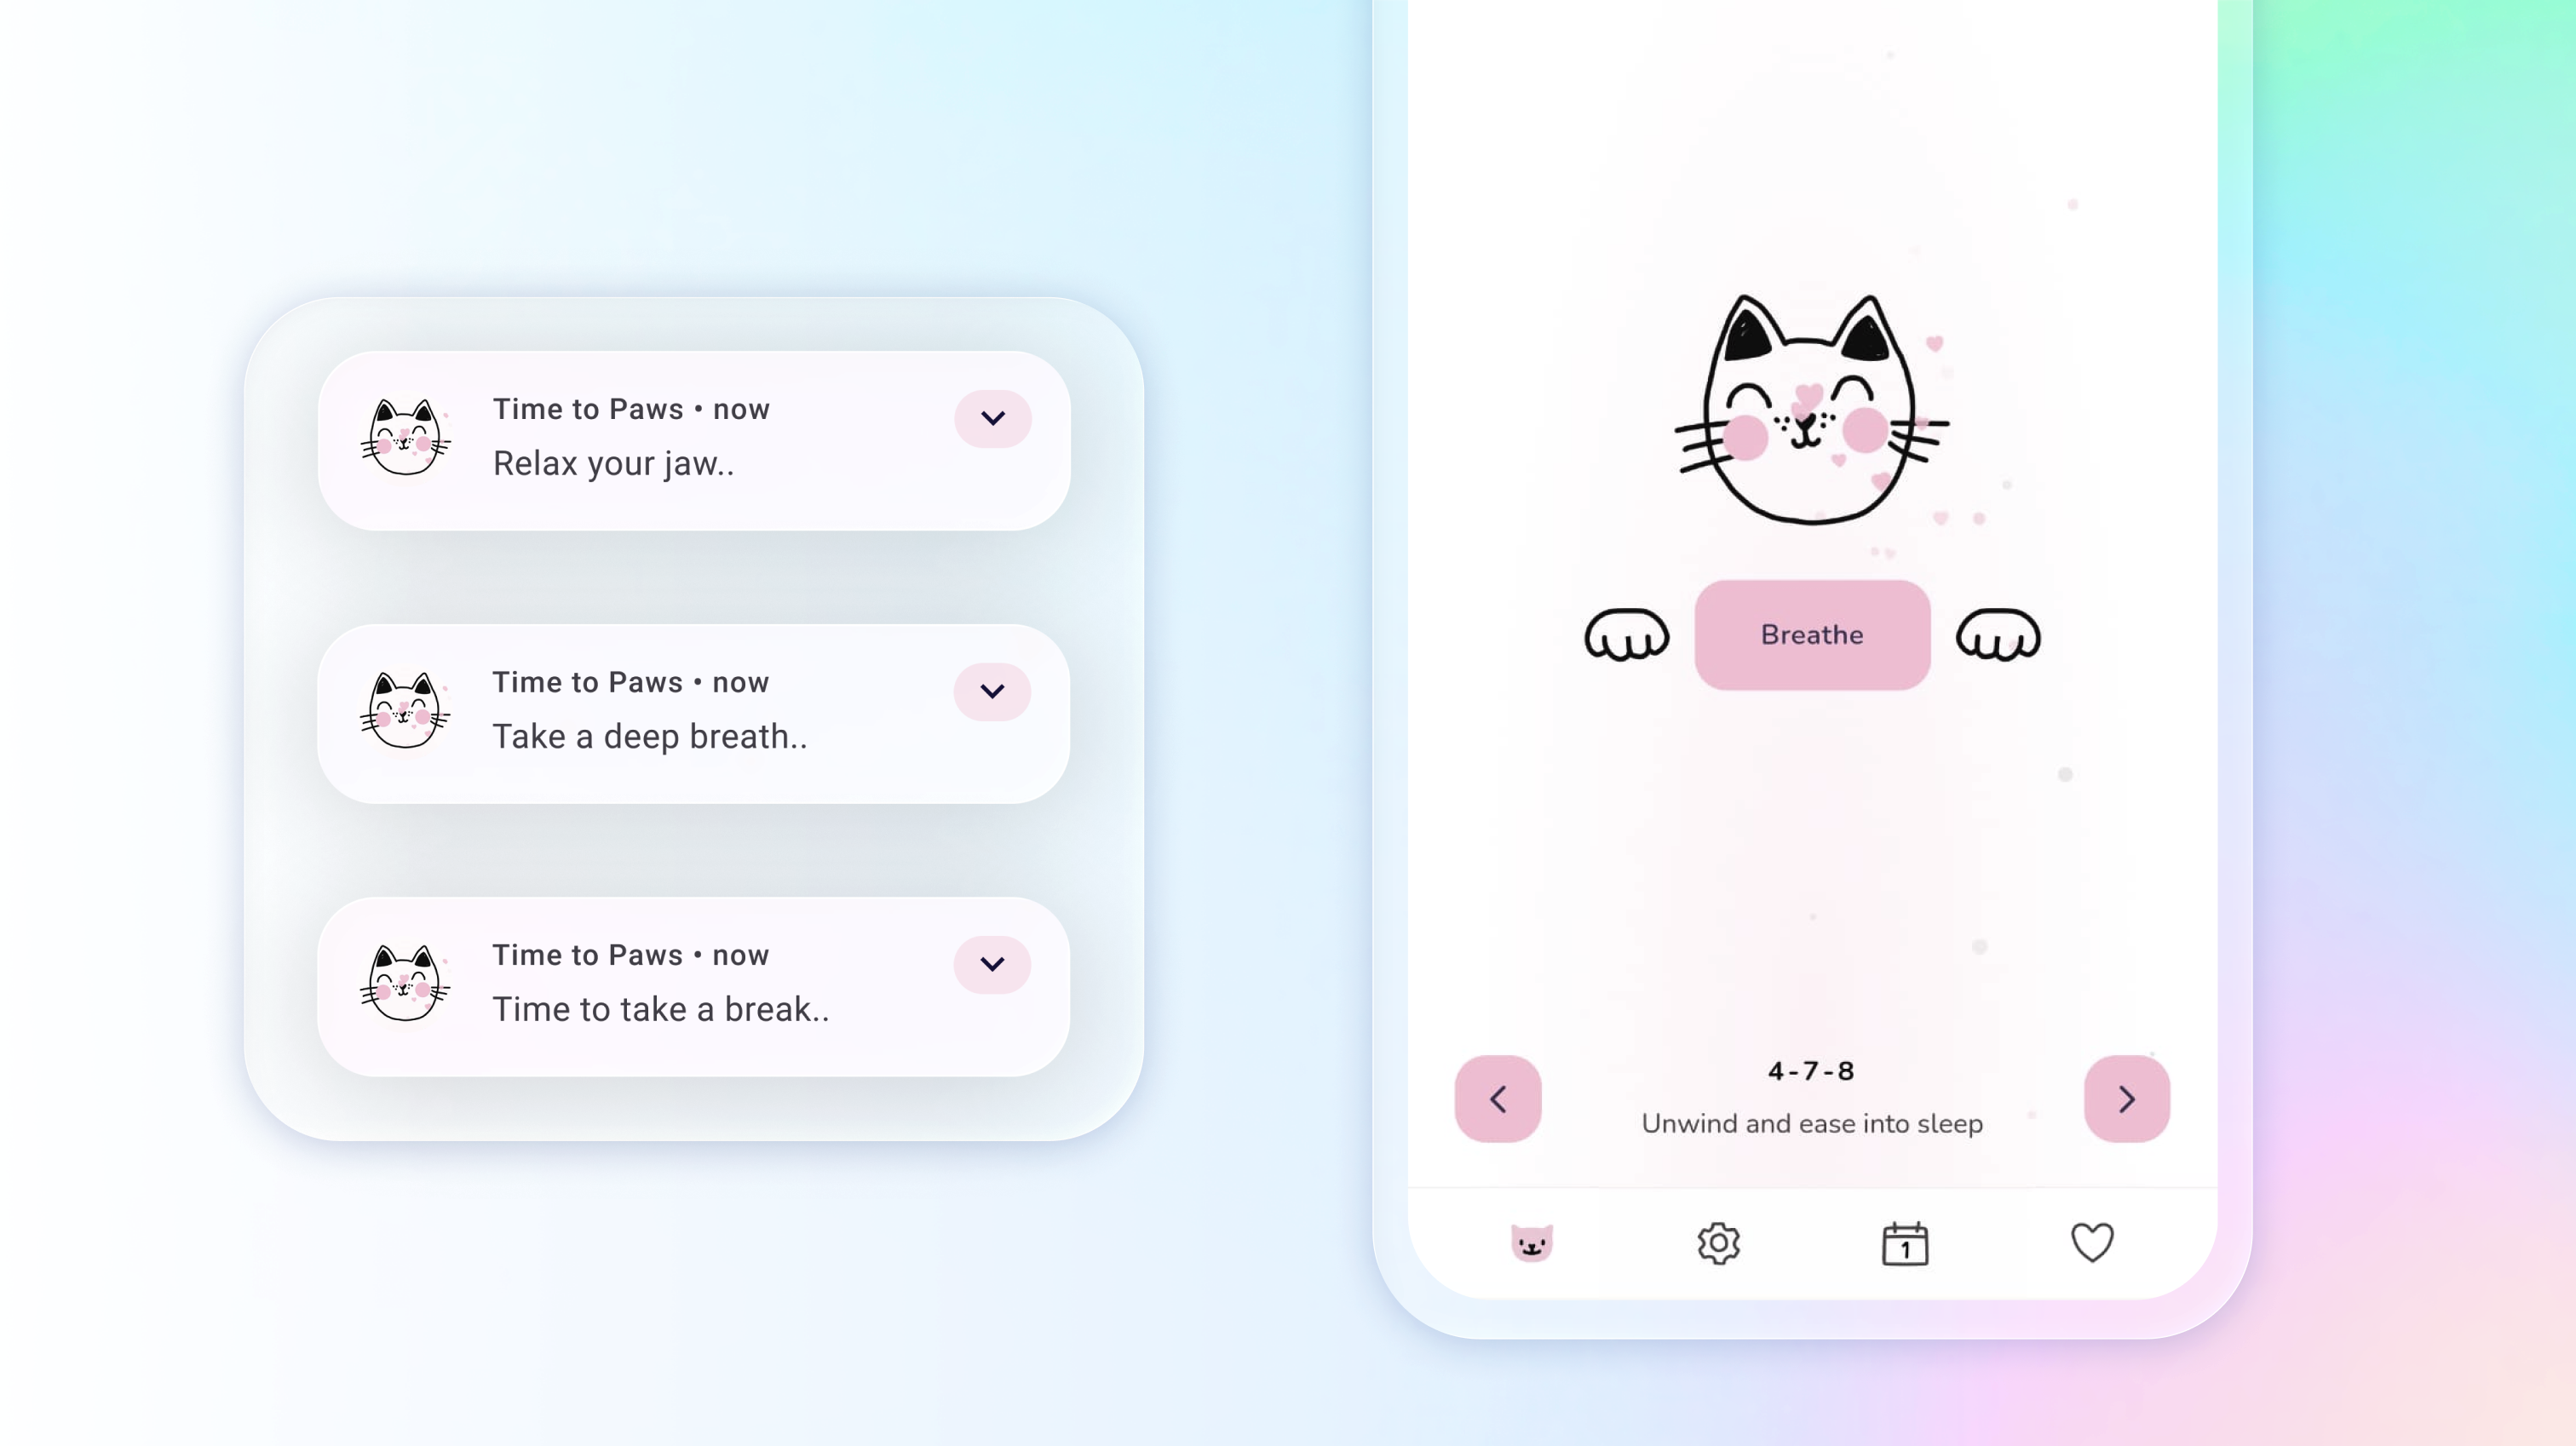 Time to Paws • now
Relax your jaw..
Time to Paws • now
Take a deep breath..
Time to Paws • now
Time to take a break..
Breathe
4-7-8
Unwind and ease into sleep
1